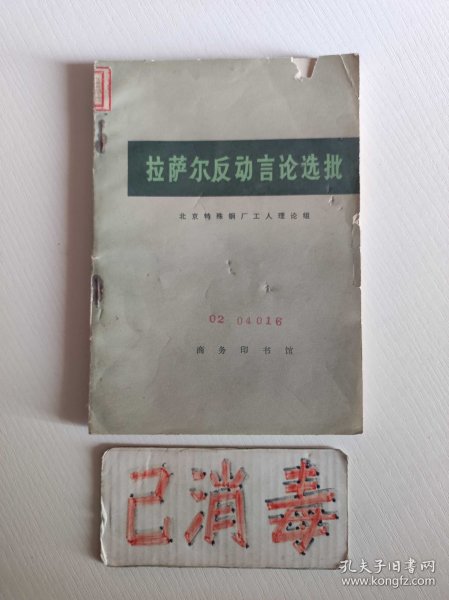 拉萨尔反动言论选批
北京特殊钢厂工人理论组
02 04016
商务印书馆
已消毒
孔夫子旧书网
www.kongfz.com